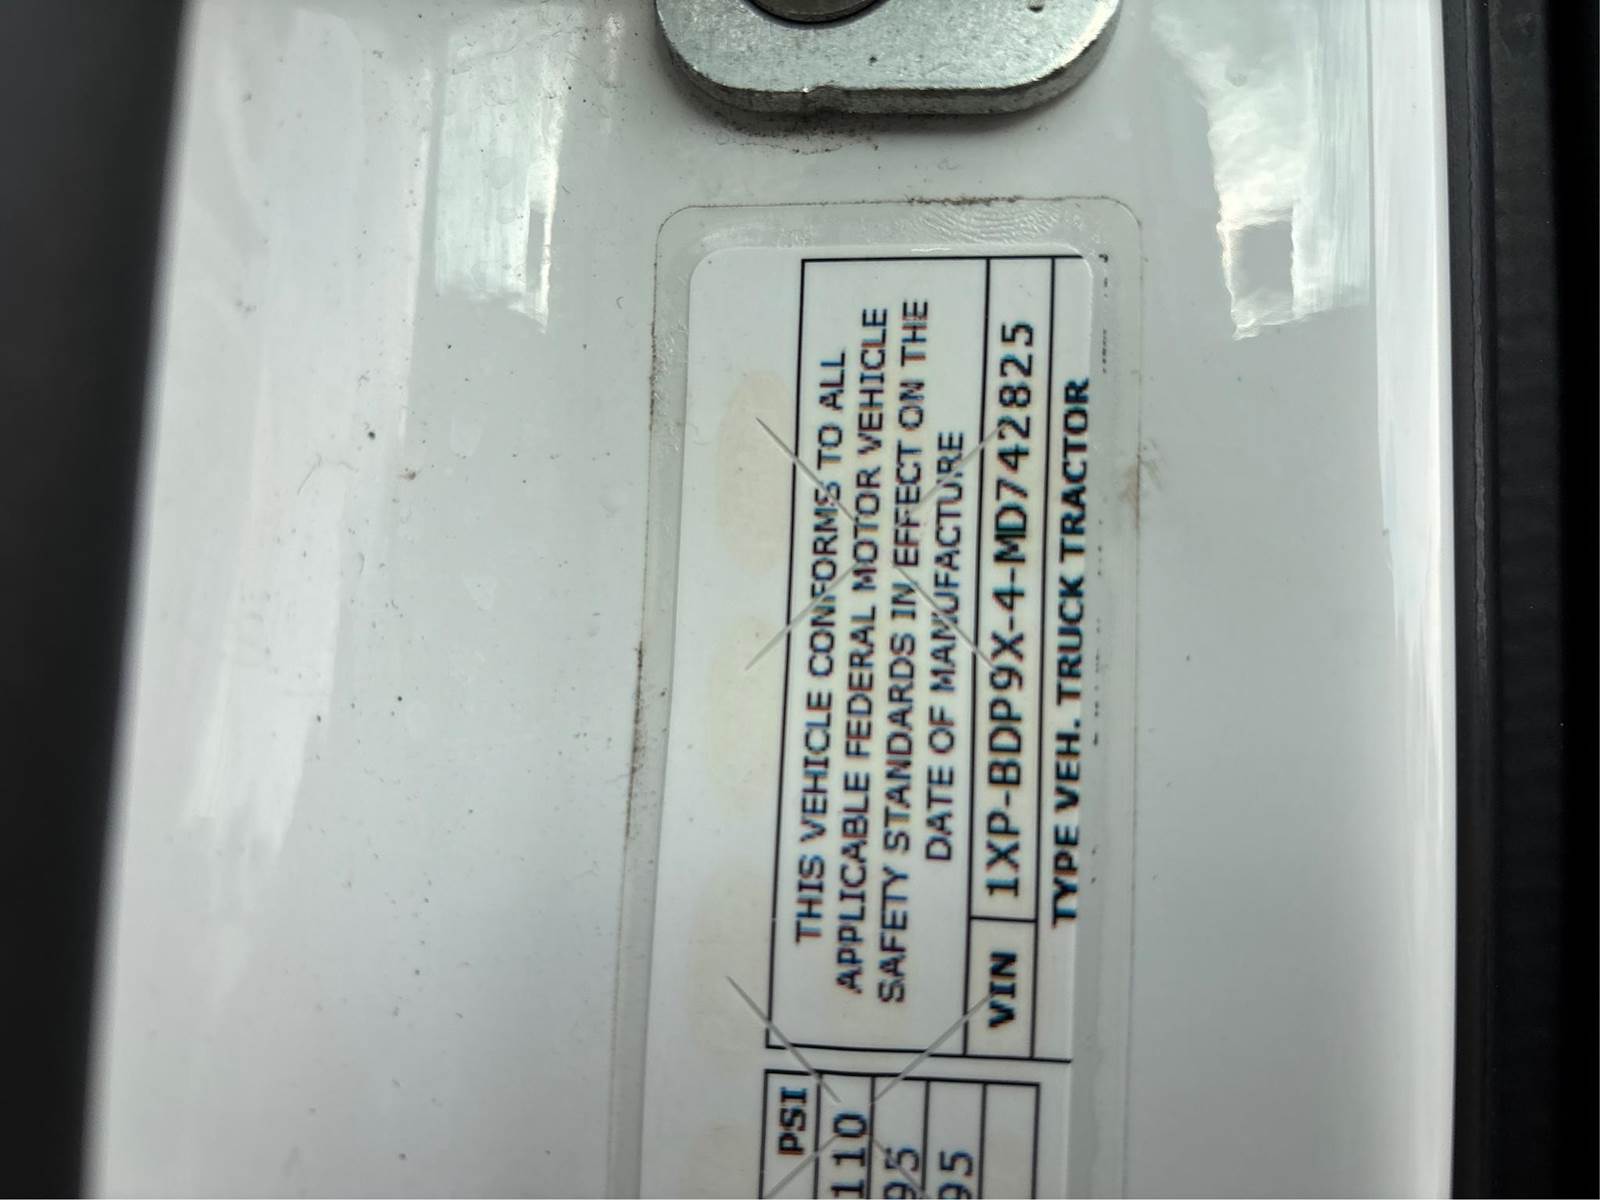 THIS VEHICLE CONFORMS TO ALL
APPLICABLE FEDERAL MOTOR VEHICLE
SAFETY STANDARDS IN EFFECT ON THE
DATE OF MANUFACTURE
VIN 1XP-BDP9X-4-MD742825
TYPE VEH. TRUCK TRACTOR
PSI
110
95
95